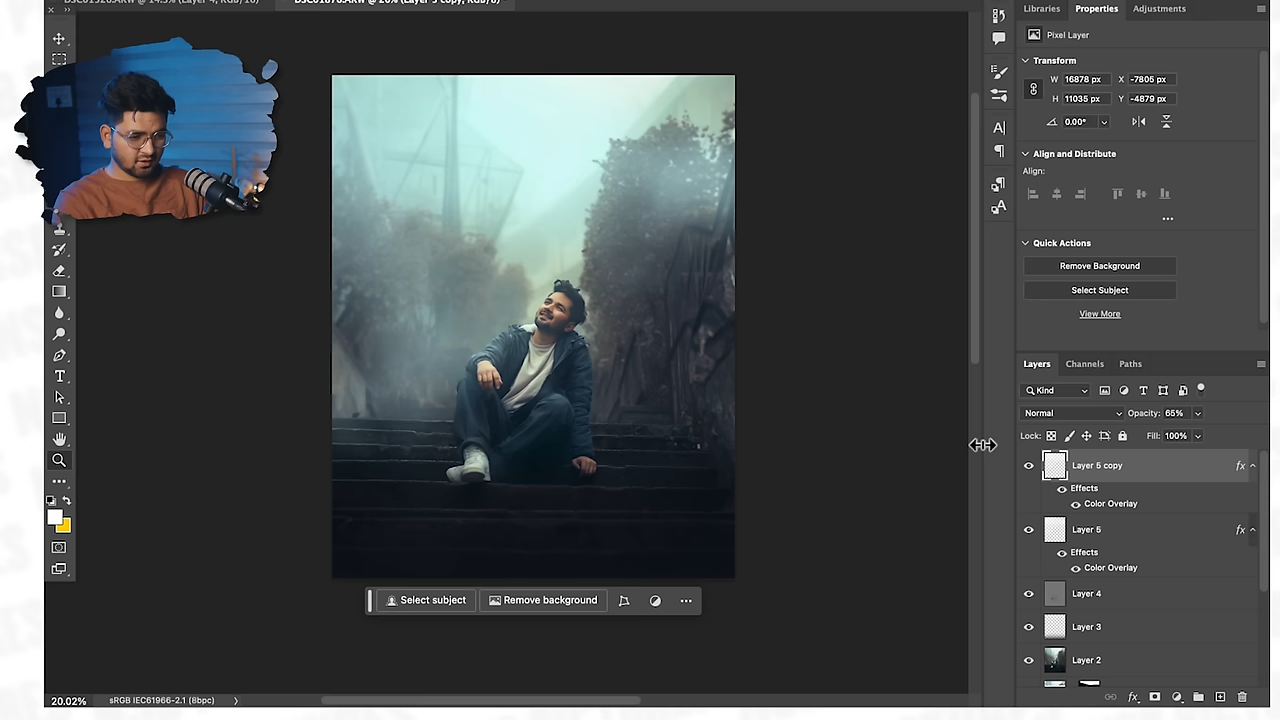 DSC01876.ARW @ 20% (Layer 5 copy, RGB/8)
Libraries
Properties
Adjustments
Pixel Layer
Transform
W 16878 px X -7805 px
H 11035 px Y -4879 px
0.00°
Align and Distribute
Align:
Quick Actions
Remove Background
Select Subject
View More
Layers Channels Paths
Kind
Normal Opacity: 65%
Lock: Fill: 100%
Layer 5 copy fx
Effects
Color Overlay
Layer 5 fx
Effects
Color Overlay
Layer 4
Layer 3
Layer 2
fx
Select subject Remove background
20.02% sRGB IEC61966-2.1 (8bpc)